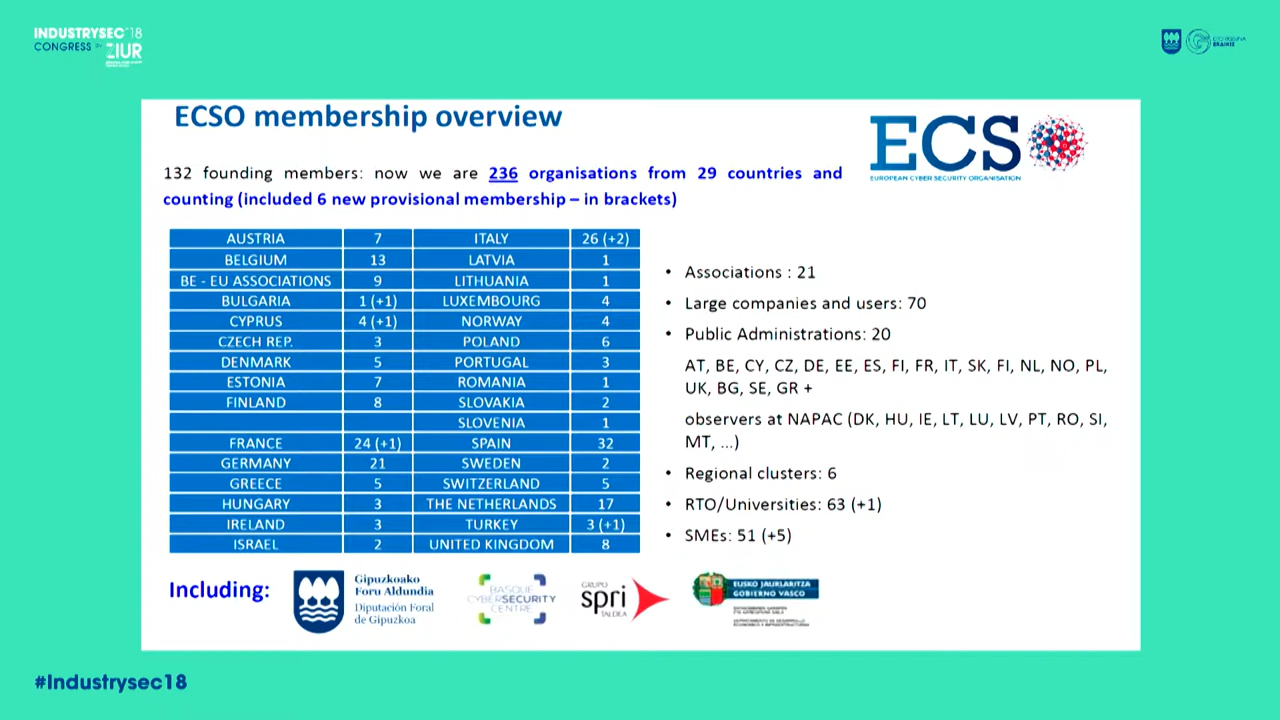 INDUSTRYSEC'18
CONGRESS BY ZIUR
ECSO membership overview
ECS
EUROPEAN CYBER SECURITY ORGANISATION
132 founding members: now we are 236 organisations from 29 countries and
counting (included 6 new provisional membership – in brackets)
AUSTRIA 7 ITALY 26 (+2)
BELGIUM 13 LATVIA 1
BE - EU ASSOCIATIONS 9 LITHUANIA 1
BULGARIA 1 (+1) LUXEMBOURG 4
CYPRUS 4 (+1) NORWAY 4
CZECH REP. 3 POLAND 6
DENMARK 5 PORTUGAL 3
ESTONIA 7 ROMANIA 1
FINLAND 8 SLOVAKIA 2
SLOVENIA 1
FRANCE 24 (+1) SPAIN 32
GERMANY 21 SWEDEN 2
GREECE 5 SWITZERLAND 5
HUNGARY 3 THE NETHERLANDS 17
IRELAND 3 TURKEY 3 (+1)
ISRAEL 2 UNITED KINGDOM 8
• Associations : 21
• Large companies and users: 70
• Public Administrations: 20
AT, BE, CY, CZ, DE, EE, ES, FI, FR, IT, SK, FI, NL, NO, PL,
UK, BG, SE, GR +
observers at NAPAC (DK, HU, IE, LT, LU, LV, PT, RO, SI,
MT, ...)
• Regional clusters: 6
• RTO/Universities: 63 (+1)
• SMEs: 51 (+5)
Including:
Gipuzkoako
Foru Aldundia
Diputación Foral
de Gipuzkoa
BASQUE
CYBERSECURITY
CENTRE
GRUPO
spri
TALDEA
EUSKO JAURLARITZA
GOBIERNO VASCO
#Industrysec18